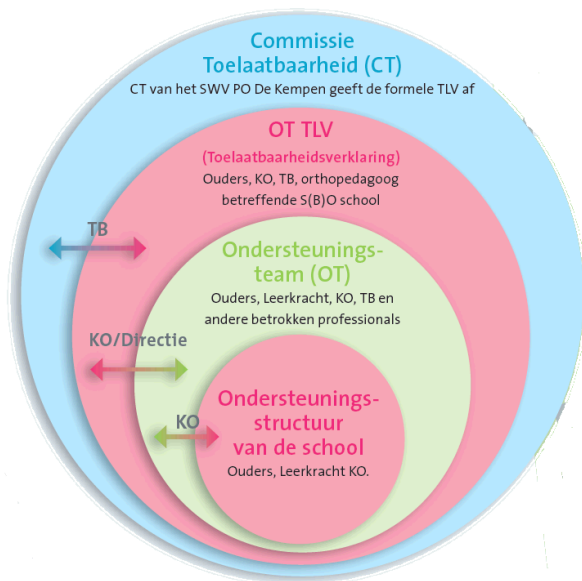 Commissie
Toelaatbaarheid (CT)
CT van het SWV PO De Kempen geeft de formele TLV af
OT TLV
(Toelaatbaarheidsverklaring)
Ouders, KO, TB, orthopedagoog
betreffende S(B)O school
TB
Ondersteunings-
team (OT)
Ouders, Leerkracht, KO, TB en
andere betrokken professionals
KO/Directie
Ondersteunings-
structuur
van de school
Ouders, Leerkracht KO.
KO